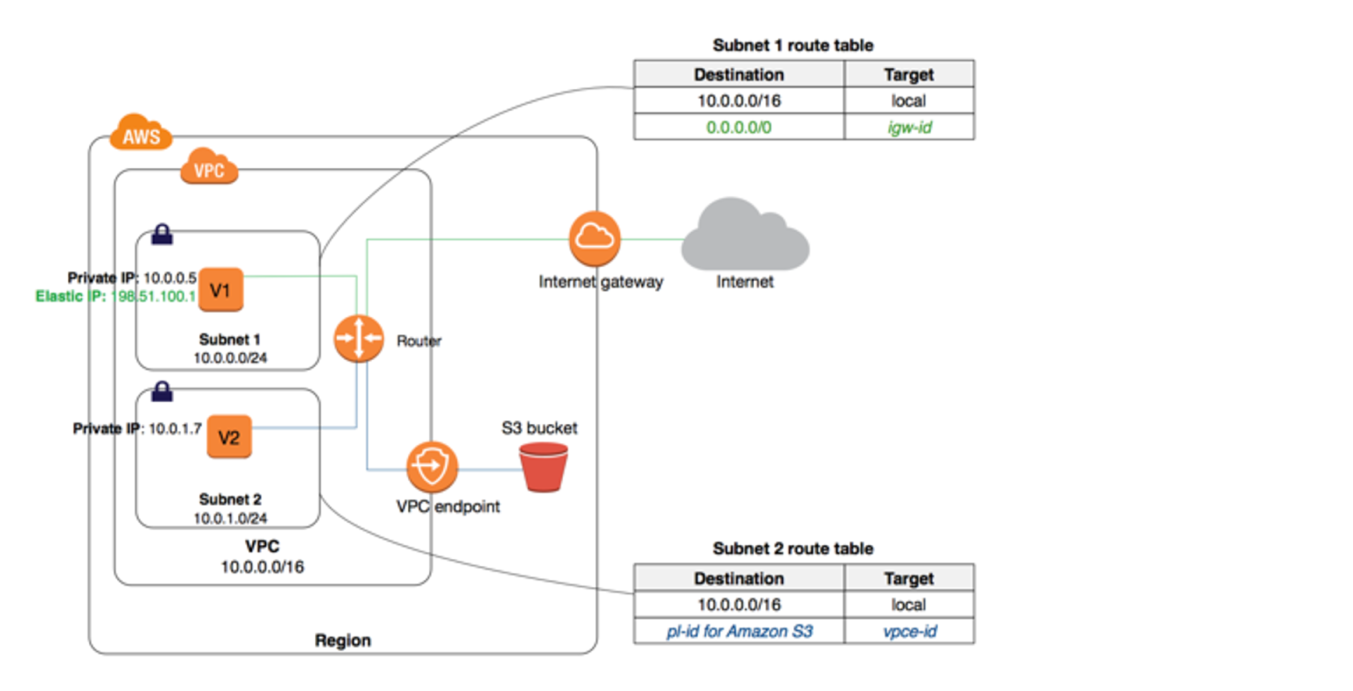 Subnet 1 route table
Destination Target
10.0.0.0/16 local
0.0.0.0/0 igw-id
AWS
VPC
Private IP: 10.0.0.5
Elastic IP: 198.51.100.1
V1
Subnet 1
10.0.0.0/24
Router
Internet gateway
Internet
Private IP: 10.0.1.7
V2
Subnet 2
10.0.1.0/24
S3 bucket
VPC endpoint
VPC
10.0.0.0/16
Region
Subnet 2 route table
Destination Target
10.0.0.0/16 local
pl-id for Amazon S3 vpce-id